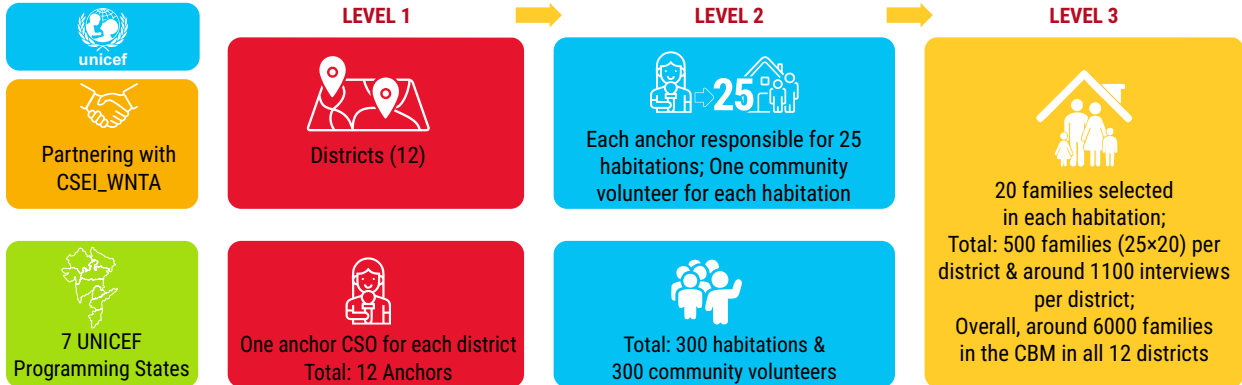 unicef
Partnering with
CSEI_WNTA
7 UNICEF
Programming States
LEVEL 1
Districts (12)
One anchor CSO for each district
Total: 12 Anchors
LEVEL 2
25
Each anchor responsible for 25
habitations; One community
volunteer for each habitation
Total: 300 habitations &
300 community volunteers
LEVEL 3
20 families selected
in each habitation;
Total: 500 families (25×20) per
district & around 1100 interviews
per district;
Overall, around 6000 families
in the CBM in all 12 districts